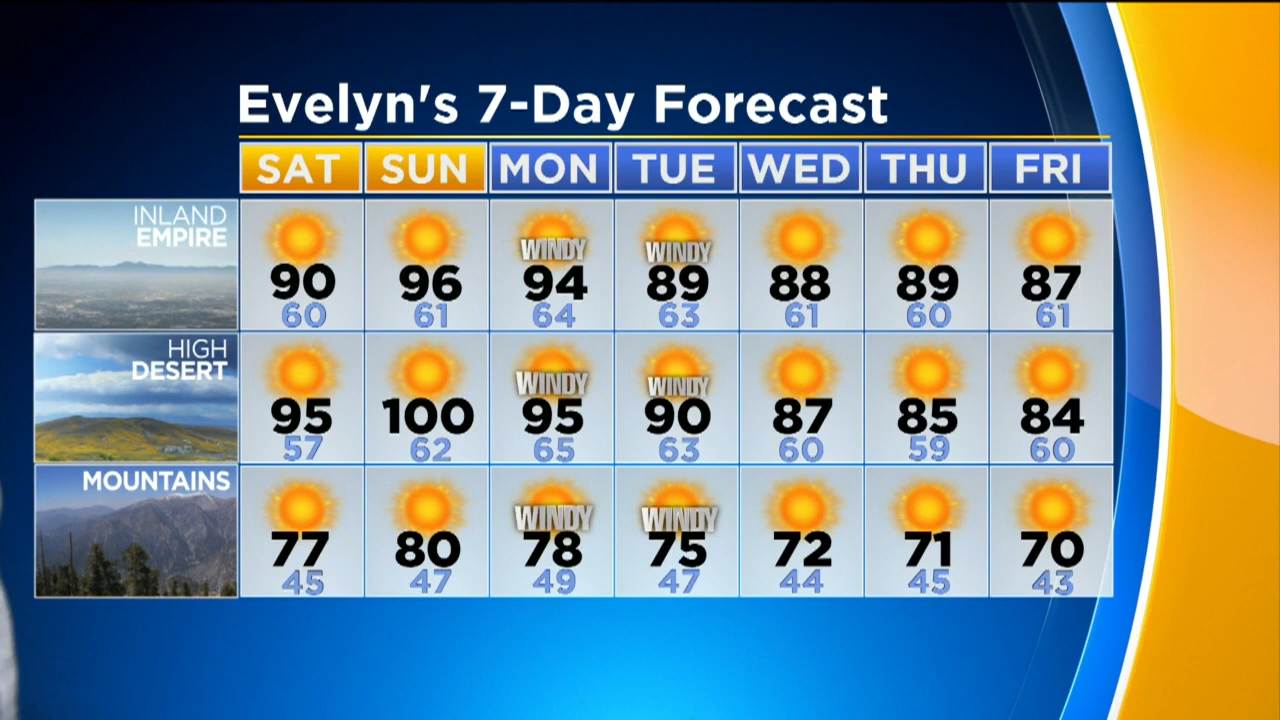 Evelyn's 7-Day Forecast
SAT SUN MON TUE WED THU FRI
INLAND
EMPIRE
WINDY WINDY
90 96 94 89 88 89 87
60 61 64 63 61 60 61
HIGH
DESERT
WINDY WINDY
95 100 95 90 87 85 84
57 62 65 63 60 59 60
MOUNTAINS
WINDY WINDY
77 80 78 75 72 71 70
45 47 49 47 44 45 43